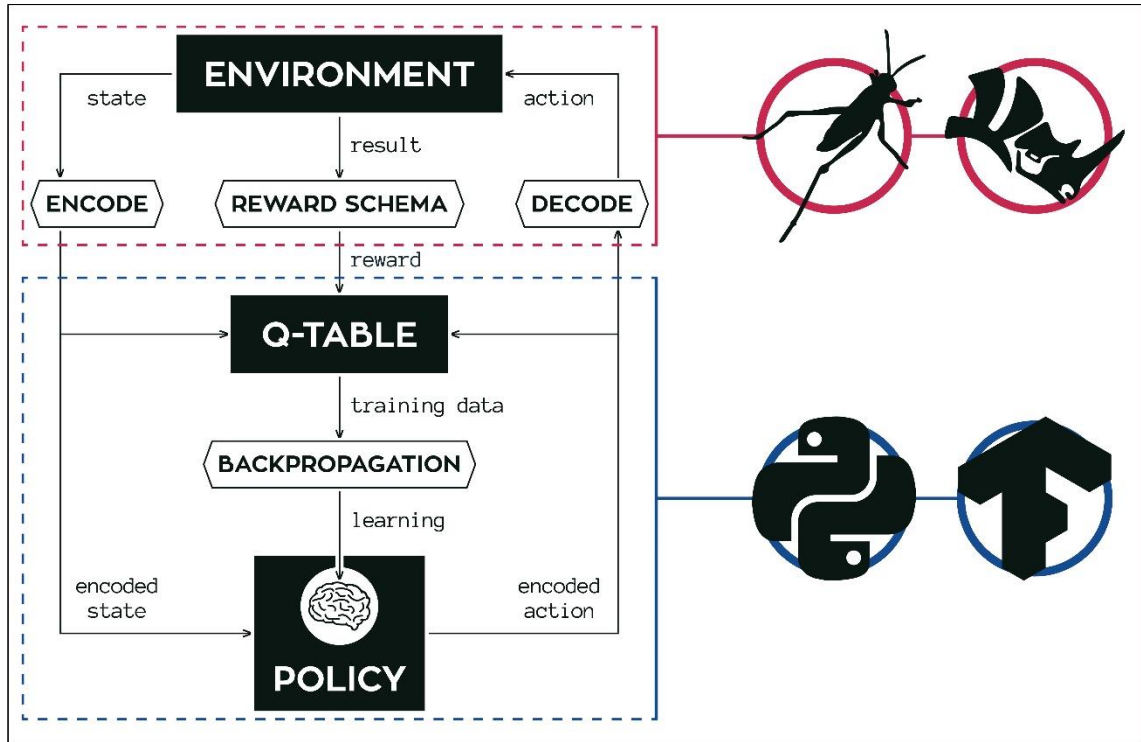 ENVIRONMENT
state
action
result
ENCODE
REWARD SCHEMA
DECODE
reward
Q-TABLE
training data
BACKPROPAGATION
learning
encoded
state
encoded
action
POLICY